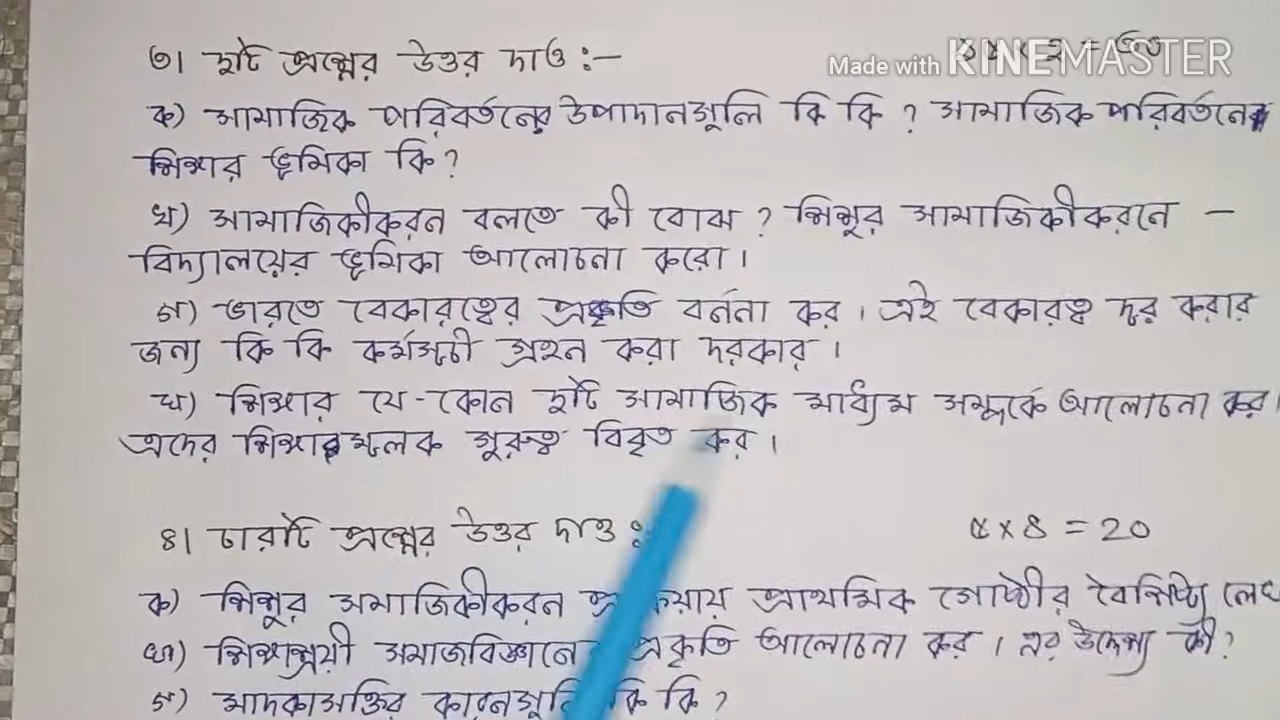 ৩। দুটি প্রশ্নের উত্তর দাও :—
Made with KINEMASTER
ক) সামাজিক পরিবর্তনের উপাদানগুলি কি কি ? সামাজিক পরিবর্তনে
শিক্ষার ভূমিকা কি ?
খ) সামাজিকীকরন বলতে কী বোঝ ? শিশুর সামাজিকীকরনে —
বিদ্যালয়ের ভূমিকা আলোচনা করো।
গ) ভারতে বেকারত্বের প্রকৃতি বর্ননা কর। এই বেকারত্ব দূর করার
জন্য কি কি কর্মসূচী গ্রহন করা দরকার।
ঘ) শিক্ষার যে-কোন দুটি সামাজিক মাধ্যম সম্পর্কে আলোচনা কর।
এদের শিক্ষামূলক গুরুত্ব বিবৃত কর।
৪। চারটি প্রশ্নের উত্তর দাও :
৫ x ৪ = 20
ক) শিশুর সমাজিকীকরন প্রাথমিক গোষ্ঠীর বৈশিষ্ট্য লেখ
খ) শিক্ষাশ্রয়ী সমাজবিজ্ঞানের প্রকৃতি আলোচনা কর। এর উদ্দেশ্য কী ?
গ) মাদকাসক্তির কারনগুলি কি কি ?